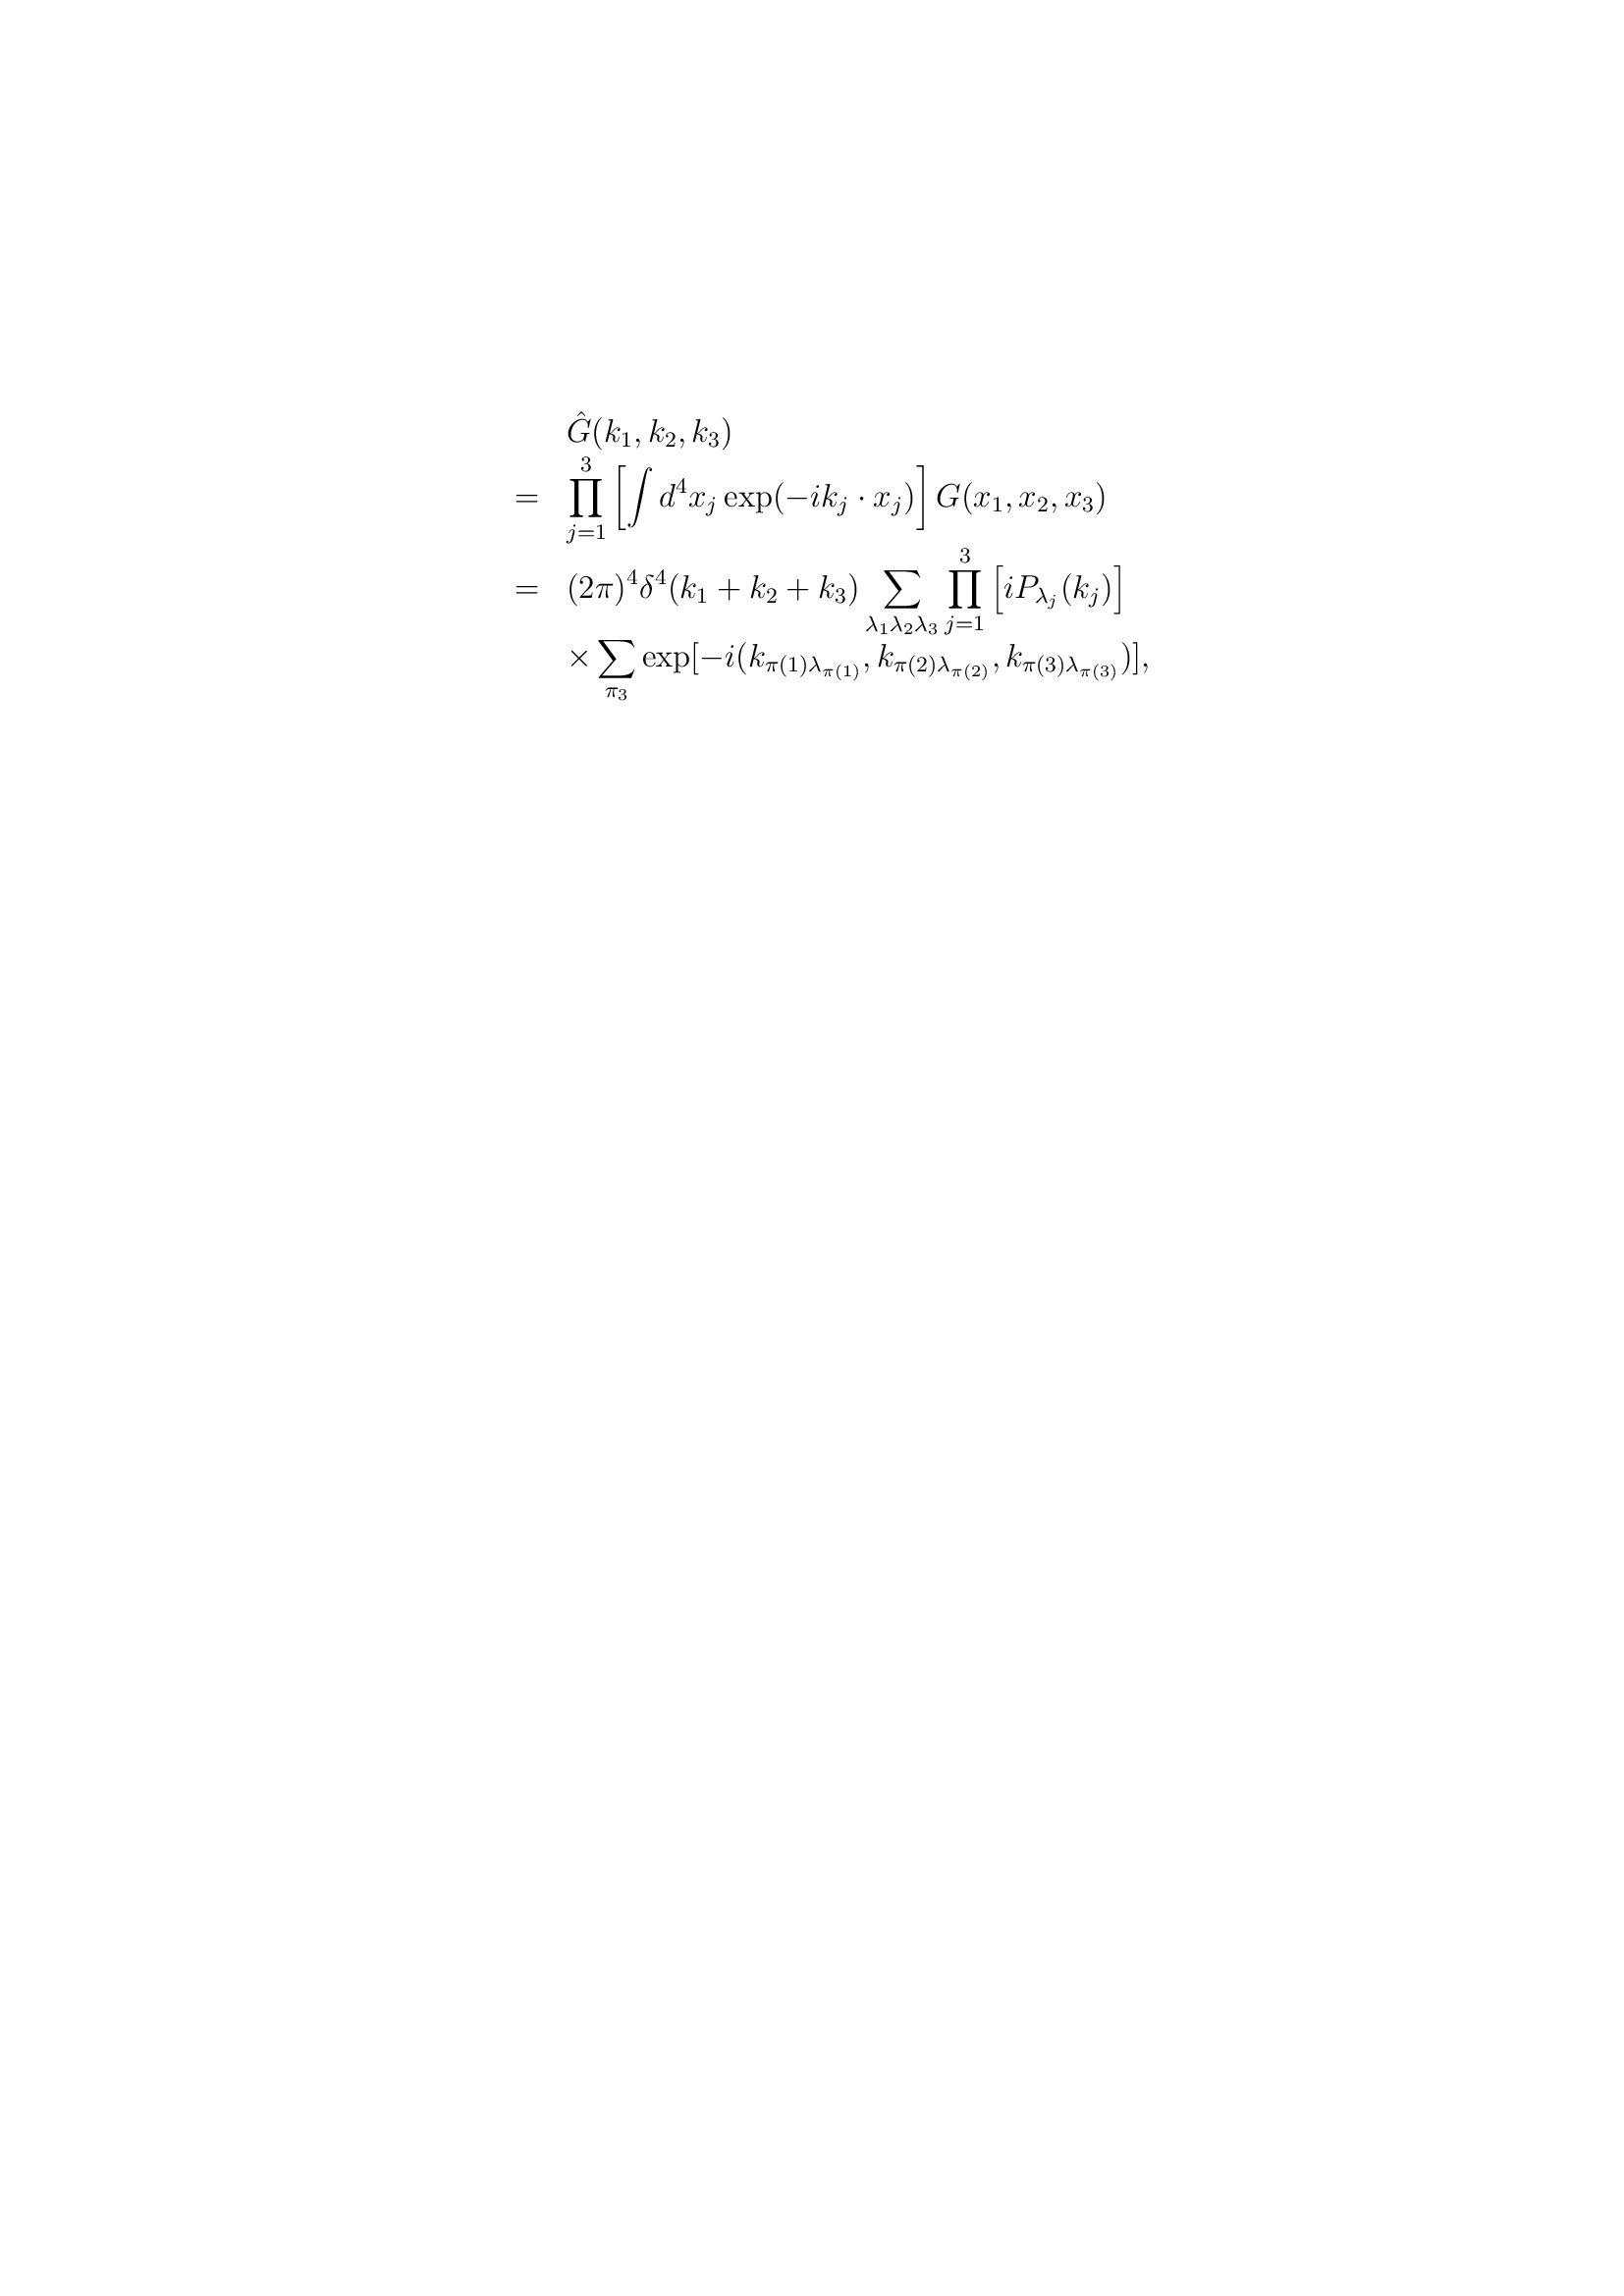 \hat{G}(k_1, k_2, k_3)
= \prod_{j=1}^{3} \left[ \int d^4x_j \exp(-ik_j \cdot x_j) \right] G(x_1, x_2, x_3)
= (2\pi)^4 \delta^4(k_1 + k_2 + k_3) \sum_{\lambda_1 \lambda_2 \lambda_3} \prod_{j=1}^{3} \left[ iP_{\lambda_j}(k_j) \right]
\times \sum_{\pi_3} \exp[-i(k_{\pi(1)\lambda_{\pi(1)}}, k_{\pi(2)\lambda_{\pi(2)}}, k_{\pi(3)\lambda_{\pi(3)}})],